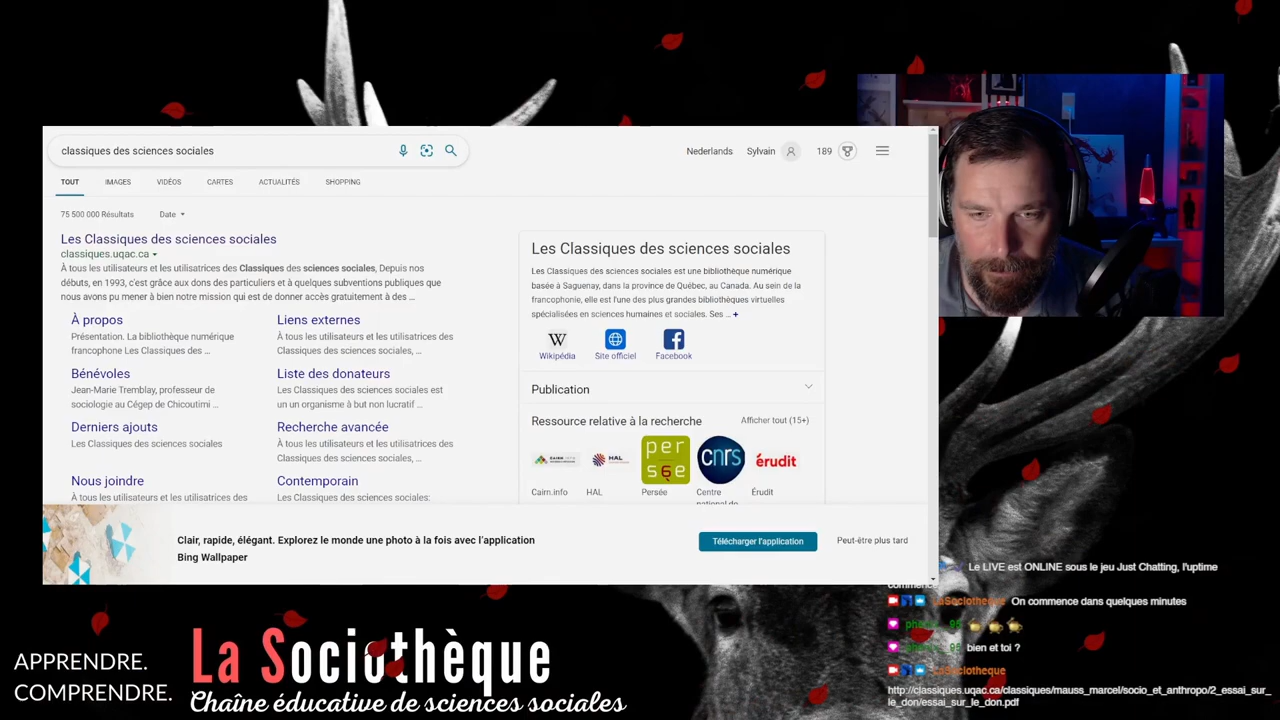 classiques des sciences sociales
Nederlands Sylvain 189
TOUT IMAGES VIDÉOS CARTES ACTUALITÉS SHOPPING
75 500 000 Résultats Date
Les Classiques des sciences sociales
classiques.uqac.ca
À tous les utilisateurs et les utilisatrices des Classiques des sciences sociales, Depuis nos
débuts, en 1993, c'est grâce aux dons des particuliers et à quelques subventions publiques que
nous avons pu mener à bien notre mission qui est de donner accès gratuitement à des ...
À propos
Présentation. La bibliothèque numérique
francophone Les Classiques des ...
Liens externes
À tous les utilisateurs et les utilisatrices des
Classiques des sciences sociales, ...
Bénévoles
Jean-Marie Tremblay, professeur de
sociologie au Cégep de Chicoutimi ...
Liste des donateurs
Les Classiques des sciences sociales est
un un organisme à but non lucratif ...
Derniers ajouts
Les Classiques des sciences sociales
Recherche avancée
À tous les utilisateurs et les utilisatrices des
Classiques des sciences sociales, ...
Nous joindre
À tous les utilisateurs et les utilisatrices des
Contemporain
Les Classiques des sciences sociales:
Les Classiques des sciences sociales
Les Classiques des sciences sociales est une bibliothèque numérique
basée à Saguenay, dans la province de Québec, au Canada. Au sein de la
francophonie, elle est l'une des plus grandes bibliothèques virtuelles
spécialisées en sciences humaines et sociales. Ses ... +
W
Wikipédia Site officiel Facebook
Publication
Ressource relative à la recherche Afficher tout (15+)
CAIRN.INFO HAL persée cnrs érudit
Cairn.info HAL Persée Centre Érudit
national de
Clair, rapide, élégant. Explorez le monde une photo à la fois avec l'application
Bing Wallpaper
Télécharger l'application Peut-être plus tard
Le LIVE est ONLINE sous le jeu Just Chatting, l'uptime
commence
LaSociotheque On commence dans quelques minutes
bien et toi ?
LaSociotheque
http://classiques.uqac.ca/classiques/mauss_marcel/socio_et_anthropo/2_essai_sur_
le_don/essai_sur_le_don.pdf
APPRENDRE.
COMPRENDRE.
La Sociothèque
Chaîne éducative de sciences sociales